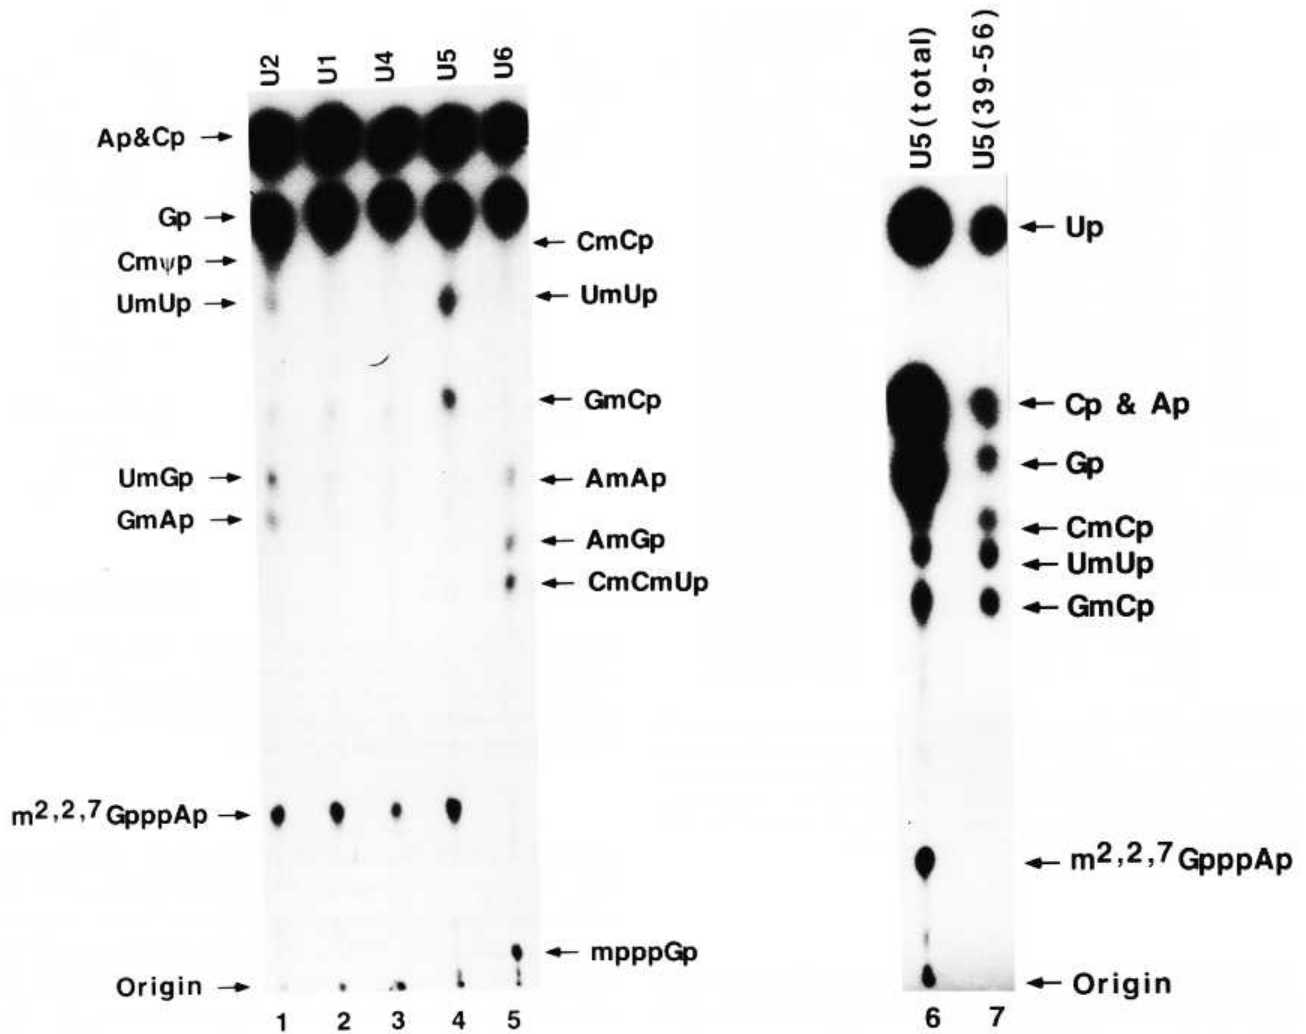 U2 U1 U4 U5 U6
U5(total) U5(39-56)
Ap&Cp
Gp
Cmψp
UmUp
UmGp
GmAp
m2,2,7GpppAp
Origin
CmCp
UmUp
GmCp
AmAp
AmGp
CmCmUp
mpppGp
1 2 3 4 5
Up
Cp & Ap
Gp
CmCp
UmUp
GmCp
m2,2,7GpppAp
Origin
6 7